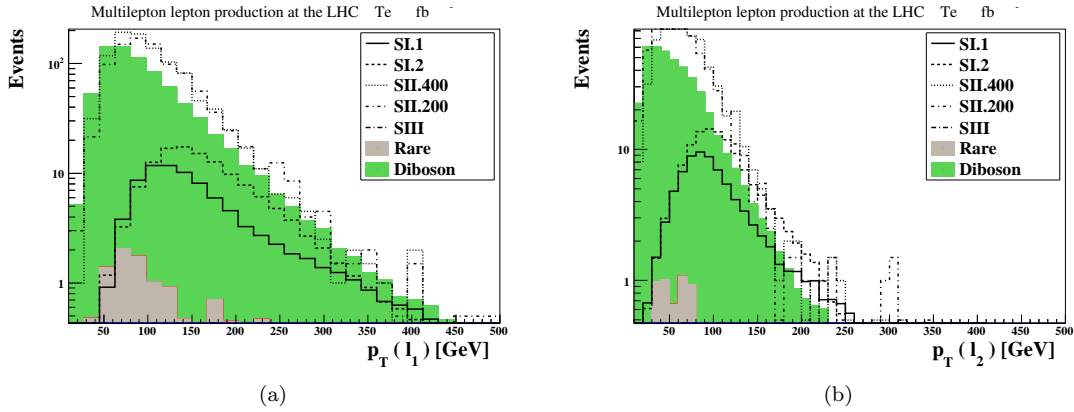 Multilepton lepton production at the LHC Te fb -
Events
10²
10
1
SI.1
SI.2
SII.400
SII.200
SIII
Rare
Diboson
50 100 150 200 250 300 350 400 450 500
p_T ( l_1 ) [GeV]
(a)
Multilepton lepton production at the LHC Te fb -
Events
10
1
SI.1
SI.2
SII.400
SII.200
SIII
Rare
Diboson
50 100 150 200 250 300 350 400 450 500
p_T ( l_2 ) [GeV]
(b)